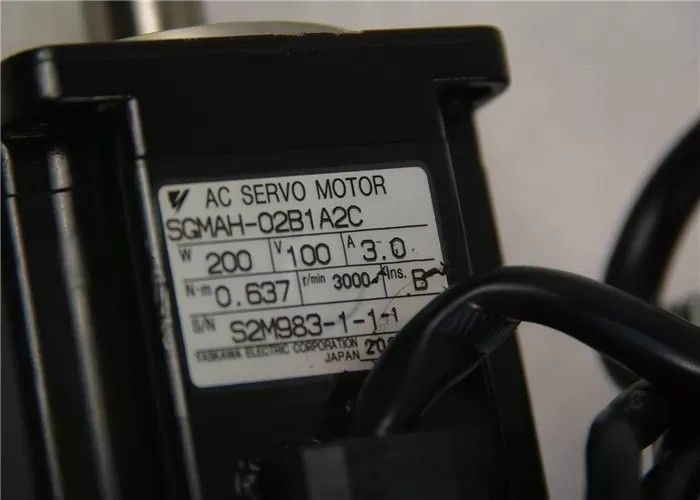 AC SERVO MOTOR
SGMAH-02B1A2C
W 200 V 100 A 3.0
N·m 0.637 r/min 3000 Ins. B
S/N S2M983-1-1-1
YASKAWA ELECTRIC CORPORATION
JAPAN